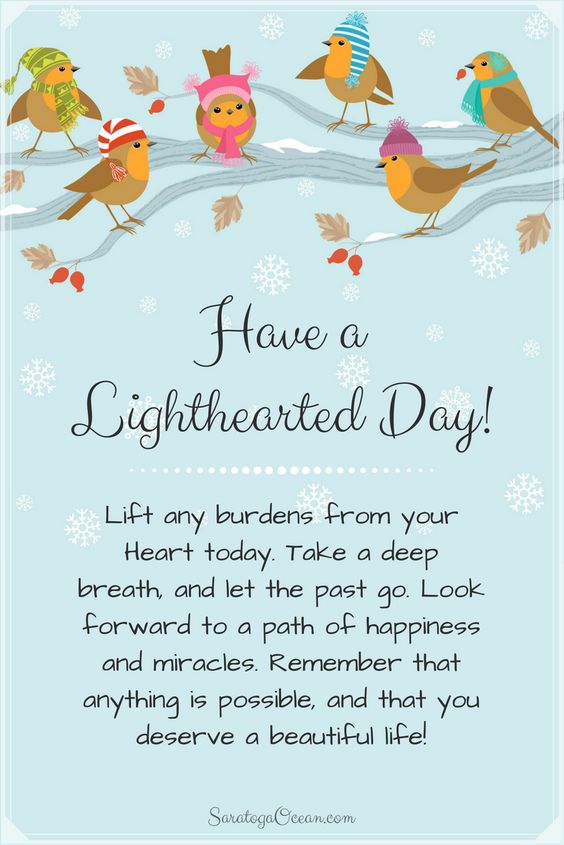 Have a
Lighthearted Day!
Lift any burdens from your
Heart today. Take a deep
breath, and let the past go. Look
forward to a path of happiness
and miracles. Remember that
anything is possible, and that you
deserve a beautiful life!
SaratogaOcean.com